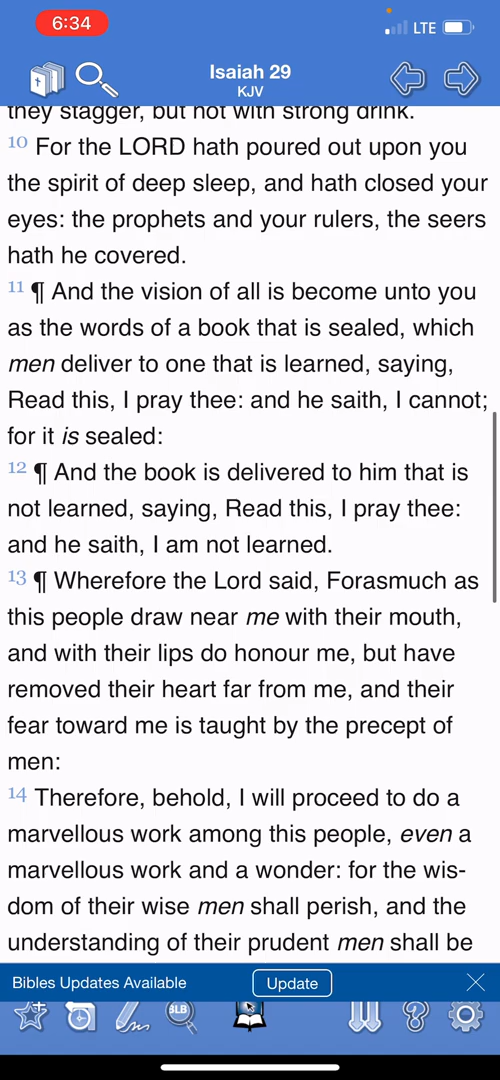 6:34
LTE
Isaiah 29
KJV
they stagger, but not with strong drink.
10 For the LORD hath poured out upon you
the spirit of deep sleep, and hath closed your
eyes: the prophets and your rulers, the seers
hath he covered.
11 ¶ And the vision of all is become unto you
as the words of a book that is sealed, which
men deliver to one that is learned, saying,
Read this, I pray thee: and he saith, I cannot;
for it is sealed:
12 ¶ And the book is delivered to him that is
not learned, saying, Read this, I pray thee:
and he saith, I am not learned.
13 ¶ Wherefore the Lord said, Forasmuch as
this people draw near me with their mouth,
and with their lips do honour me, but have
removed their heart far from me, and their
fear toward me is taught by the precept of
men:
14 Therefore, behold, I will proceed to do a
marvellous work among this people, even a
marvellous work and a wonder: for the wis-
dom of their wise men shall perish, and the
understanding of their prudent men shall be
Bibles Updates Available
Update
SLB